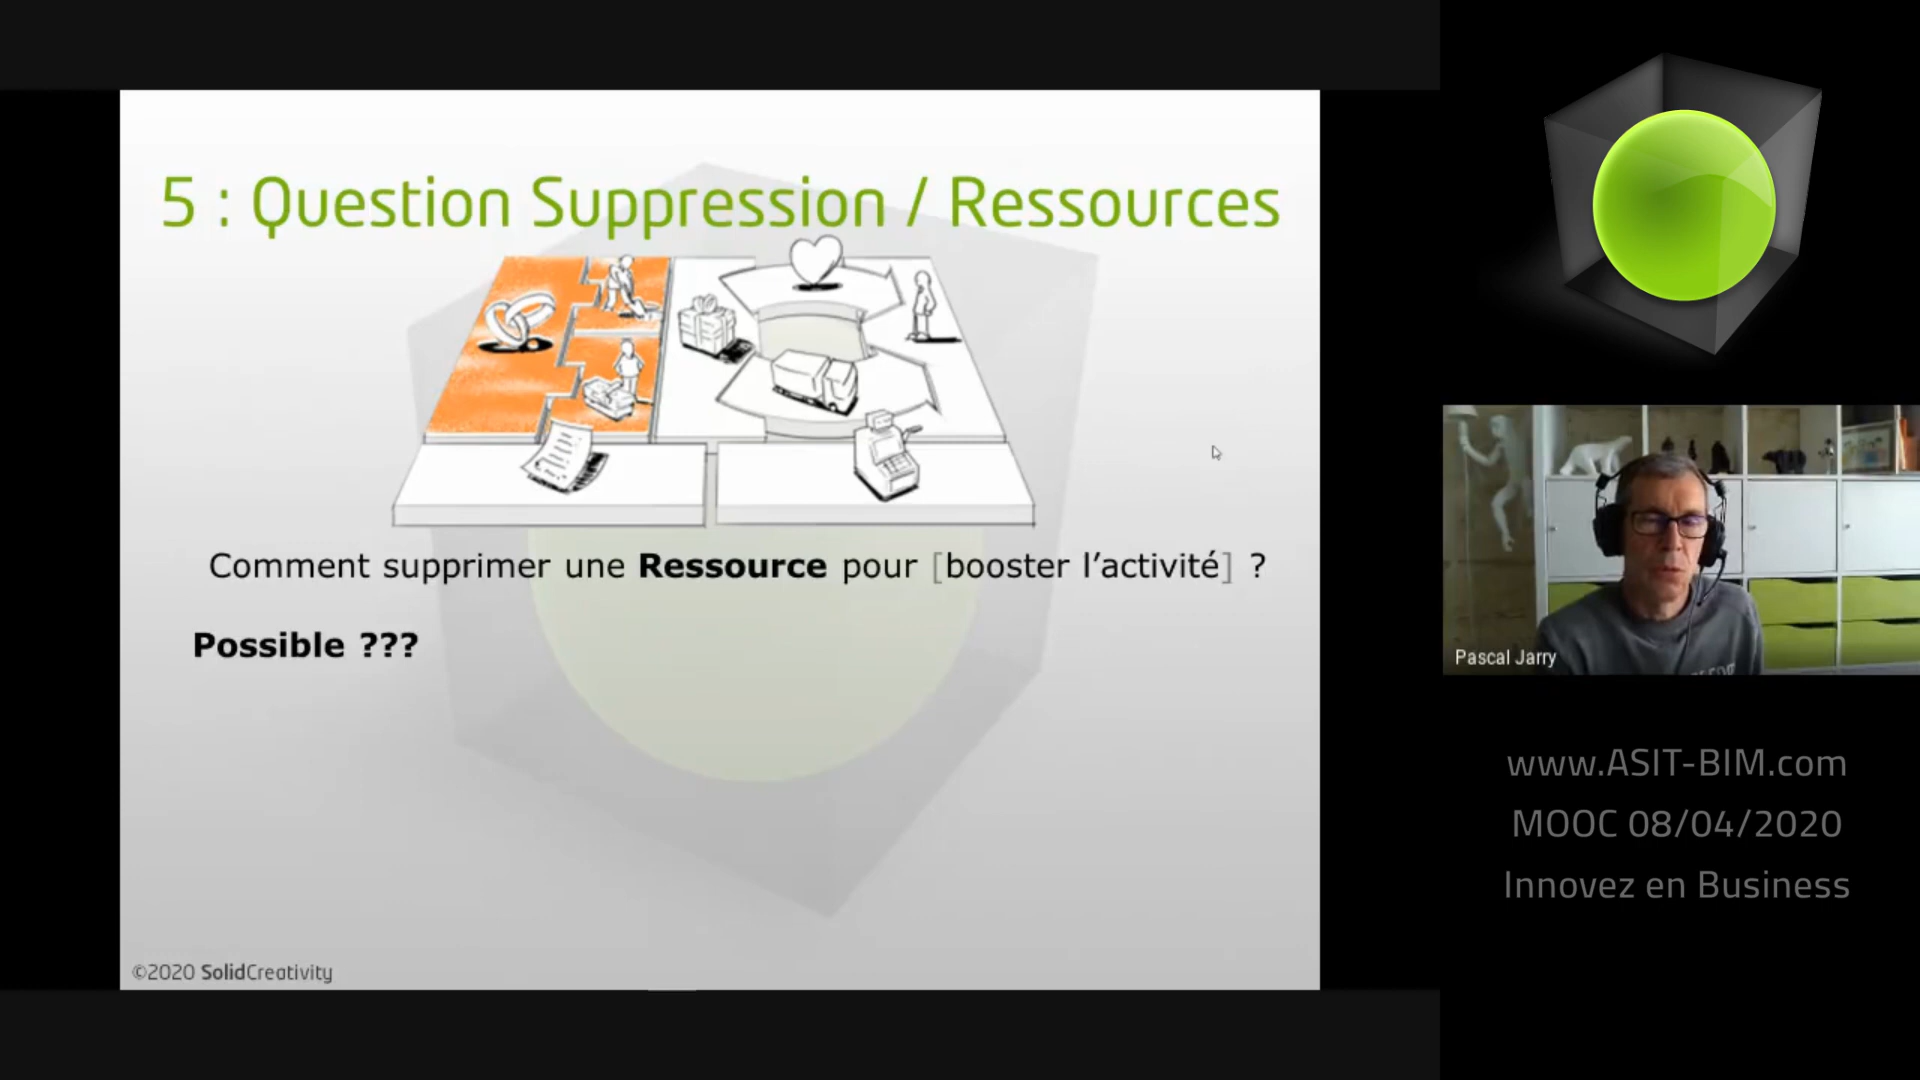 5 : Question Suppression / Ressources
Comment supprimer une Ressource pour [booster l’activité] ?
Possible ???
©2020 SolidCreativity
Pascal Jarry
www.ASIT-BIM.com
MOOC 08/04/2020
Innovez en Business